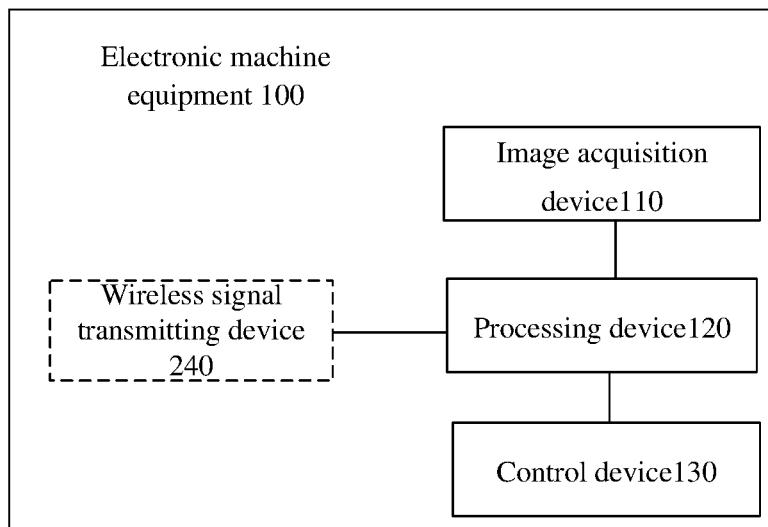 Electronic machine
equipment 100
Image acquisition
device110
Wireless signal
transmitting device
240
Processing device120
Control device130